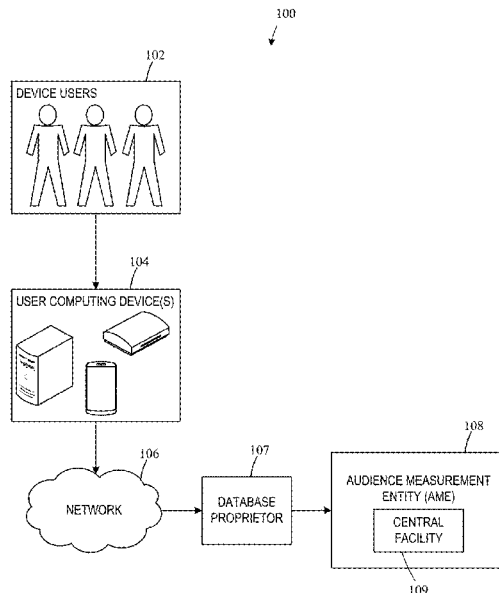 100
102
DEVICE USERS
104
USER COMPUTING DEVICE(S)
106
NETWORK
107
DATABASE
PROPRIETOR
108
AUDIENCE MEASUREMENT
ENTITY (AME)
CENTRAL
FACILITY
109